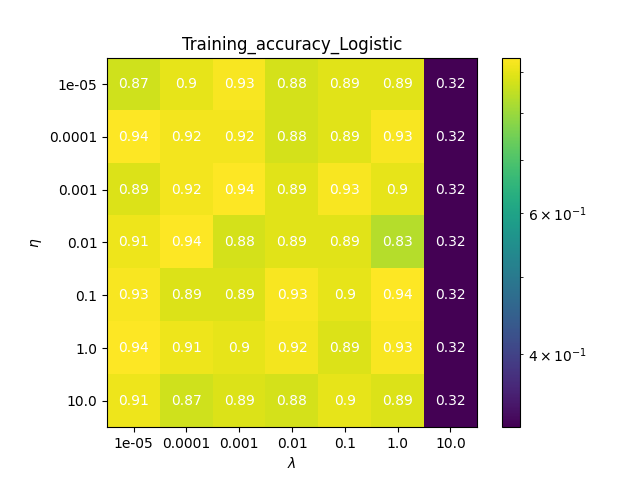 Training_accuracy_Logistic
1e-05 0.87 0.9 0.93 0.88 0.89 0.89 0.32
0.0001 0.94 0.92 0.92 0.88 0.89 0.93 0.32
0.001 0.89 0.92 0.94 0.89 0.93 0.9 0.32
0.01 0.91 0.94 0.88 0.89 0.89 0.83 0.32
0.1 0.93 0.89 0.89 0.93 0.9 0.94 0.32
1.0 0.94 0.91 0.9 0.92 0.89 0.93 0.32
10.0 0.91 0.87 0.89 0.88 0.9 0.89 0.32
1e-05 0.0001 0.001 0.01 0.1 1.0 10.0
λ
η
6 × 10⁻¹
4 × 10⁻¹